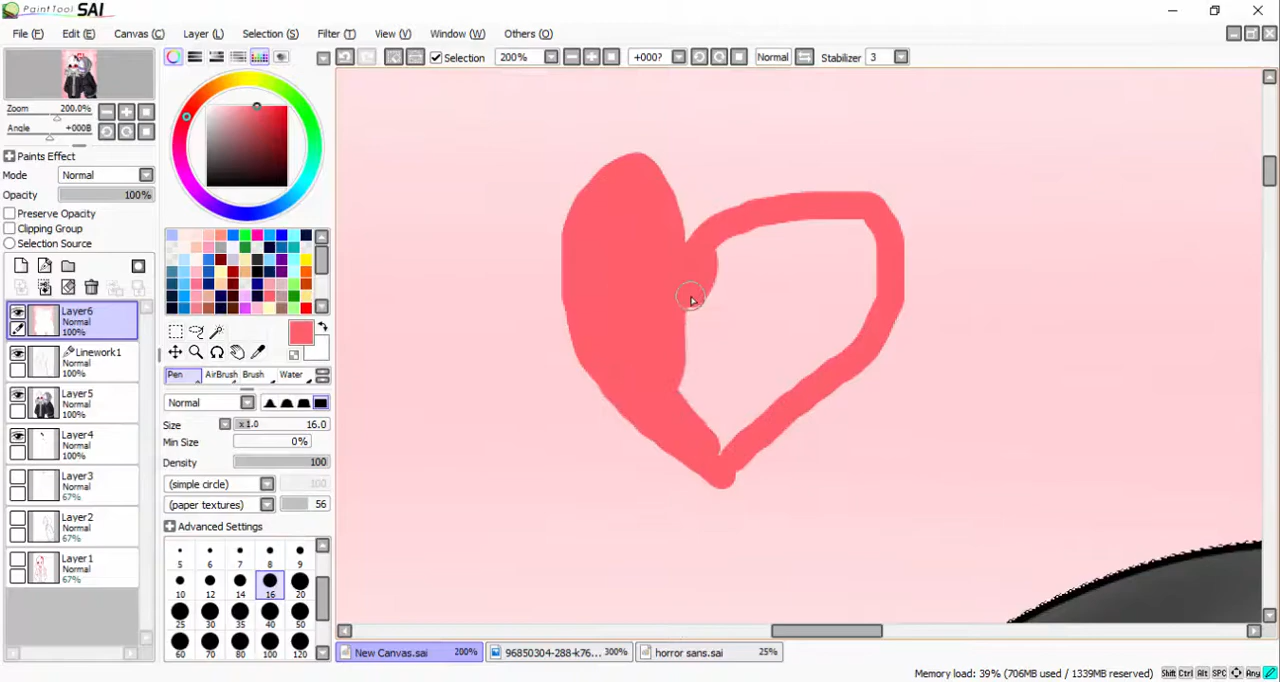 PaintTool SAI
File (F) Edit (E) Canvas (C) Layer (L) Selection (S) Filter (T) View (V) Window (W) Others (O)
Selection 200% +000? Normal Stabilizer 3
Zoom 200.0%
Angle +000B
Paints Effect
Mode Normal
Opacity 100%
Preserve Opacity
Clipping Group
Selection Source
Layer6
Normal
100%
Linework1
Normal
100%
Layer5
Normal
100%
Layer4
Normal
100%
Layer3
Normal
67%
Layer2
Normal
67%
Layer1
Normal
67%
Pen AirBrush Brush Water
Normal
Size x1.0 16.0
Min Size 0%
Density 100
(simple circle) 100
(paper textures) 56
Advanced Settings
5 6 7 8 9
10 12 14 16 20
25 30 35 40 50
60 70 80 100 120
New Canvas.sai 200% 96850304-288-k76... 300% horror sans.sai 25%
Memory load: 39% (706MB used / 1339MB reserved) Shift Ctrl Alt SPC Any